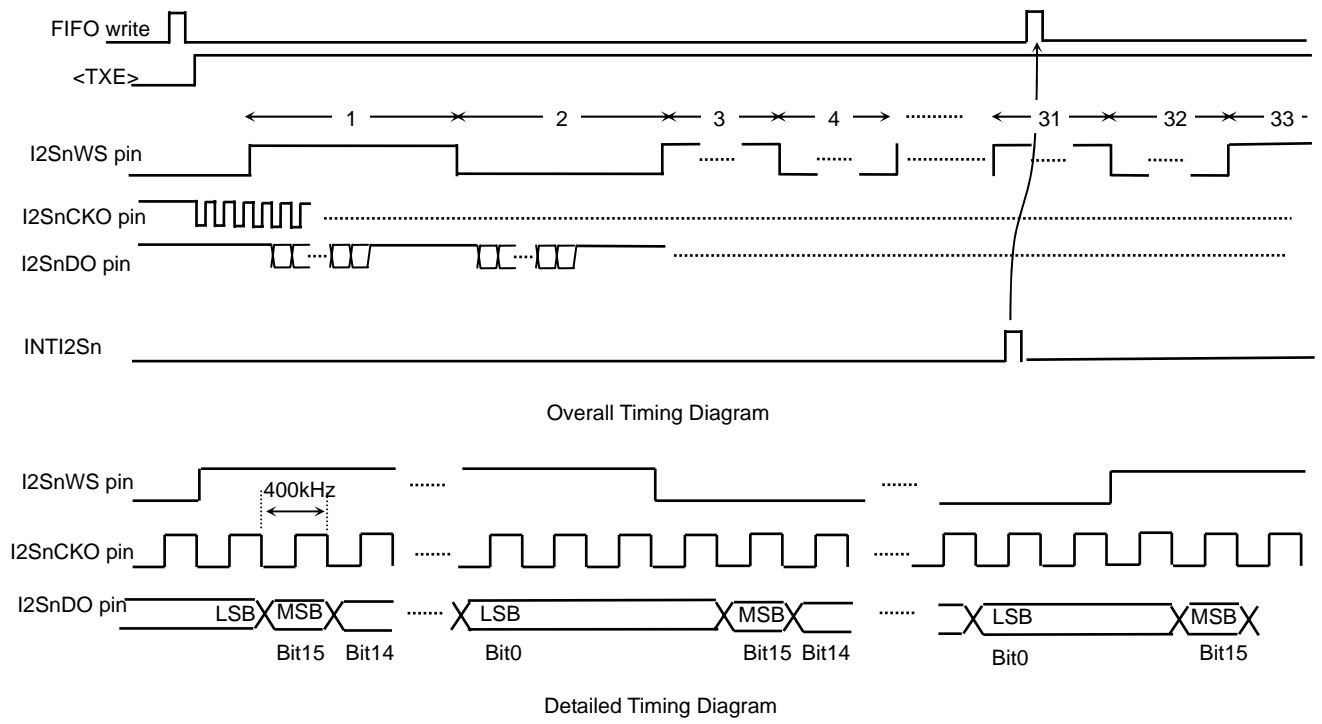 FIFO write
<TXE>
1 2 3 4 31 32 33
I2SnWS pin
I2SnCKO pin
I2SnDO pin
INTI2Sn
Overall Timing Diagram
I2SnWS pin
400kHz
I2SnCKO pin
I2SnDO pin
LSB MSB LSB MSB LSB MSB
Bit15 Bit14 Bit0 Bit15 Bit14 Bit0 Bit15
Detailed Timing Diagram